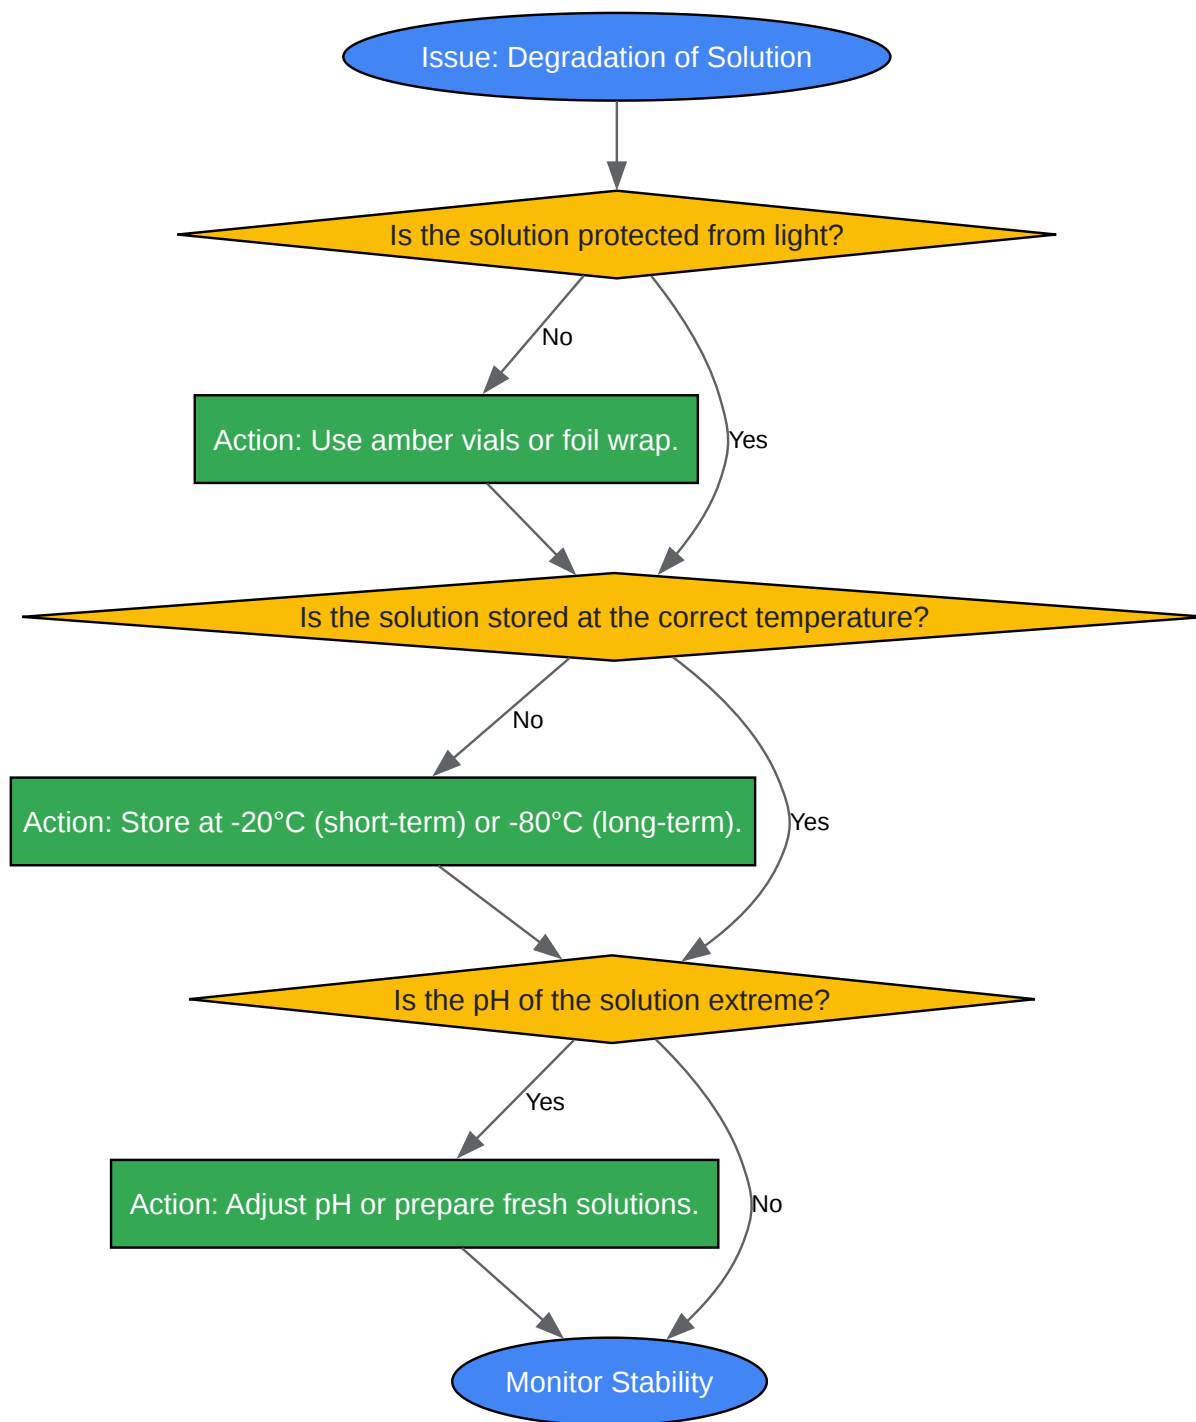 Issue: Degradation of Solution
Is the solution protected from light?
No
Action: Use amber vials or foil wrap.
Yes
Is the solution stored at the correct temperature?
No
Action: Store at -20°C (short-term) or -80°C (long-term).
Yes
Is the pH of the solution extreme?
Yes
Action: Adjust pH or prepare fresh solutions.
No
Monitor Stability